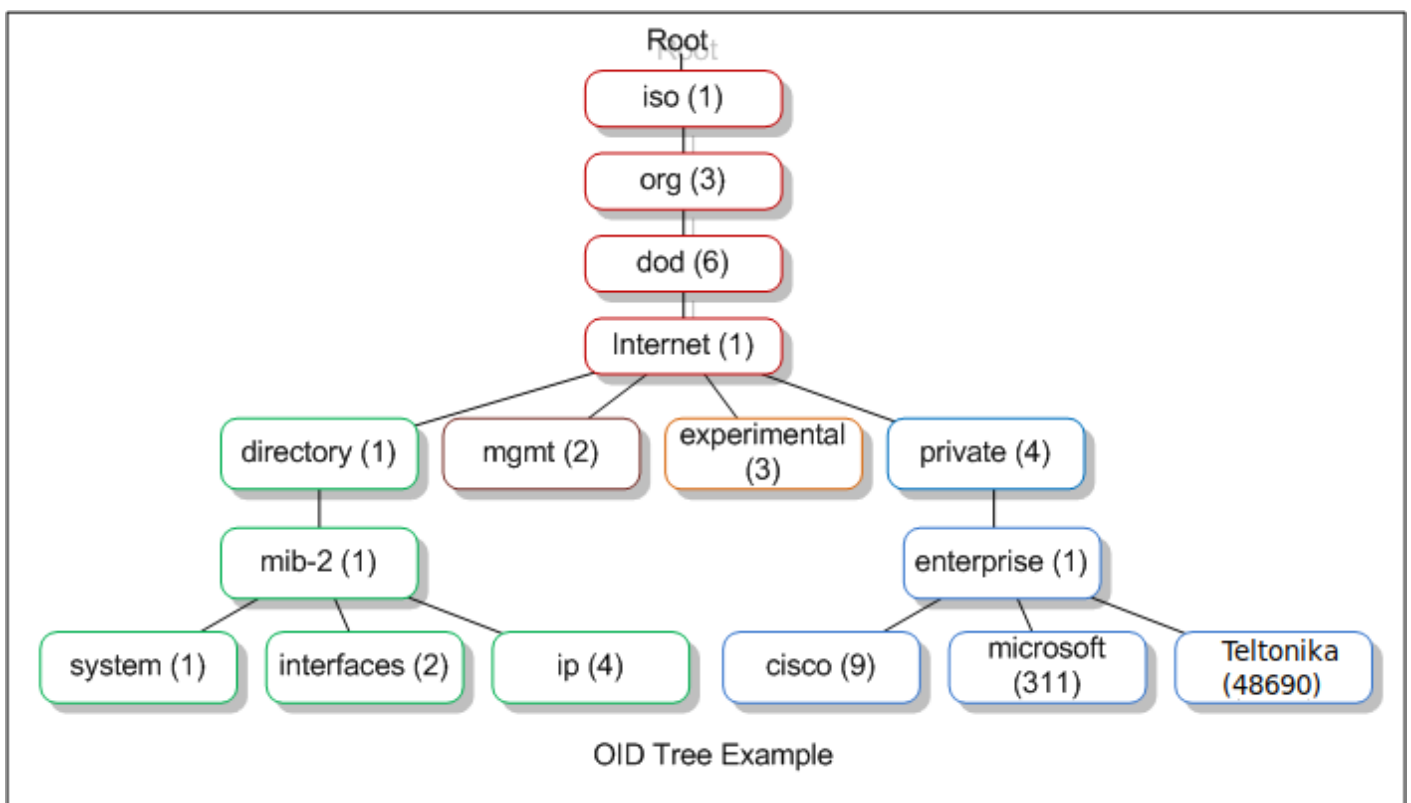 Root
iso (1)
org (3)
dod (6)
Internet (1)
directory (1)
mgmt (2)
experimental
(3)
private (4)
mib-2 (1)
enterprise (1)
system (1)
interfaces (2)
ip (4)
cisco (9)
microsoft
(311)
Teltonika
(48690)
OID Tree Example